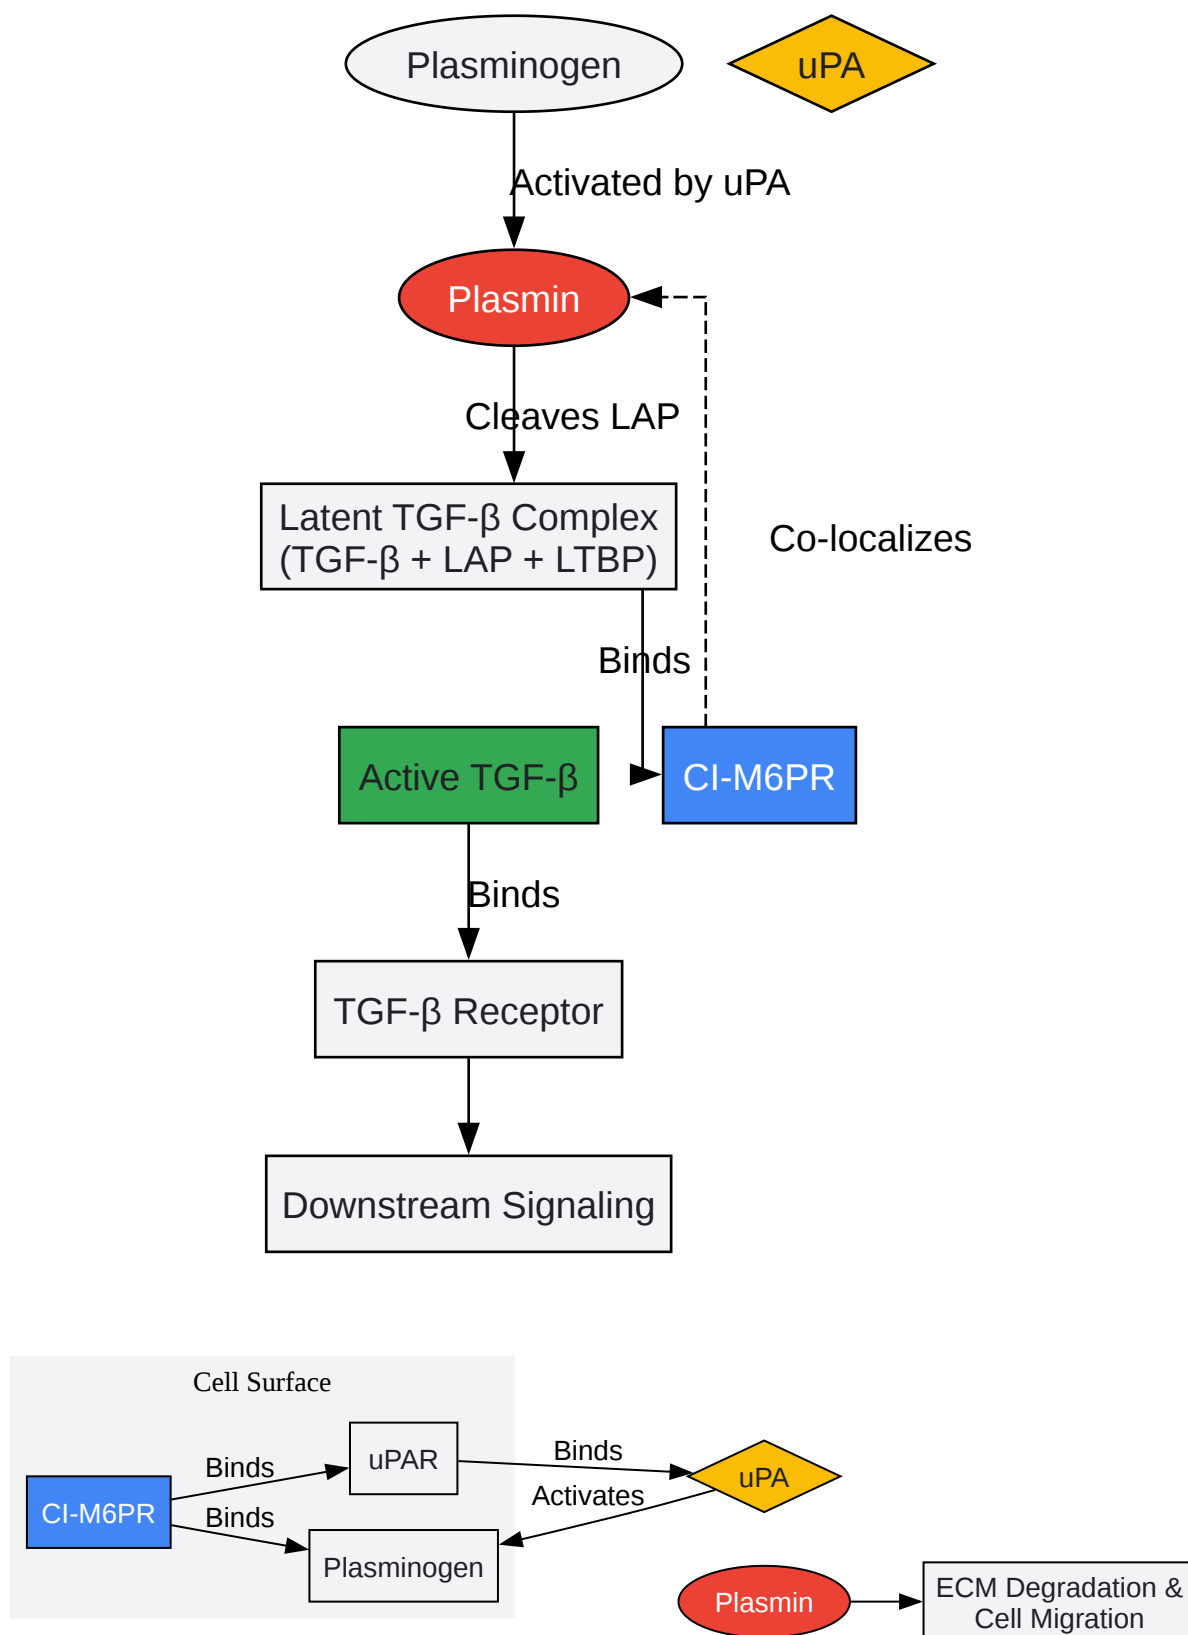 Plasminogen
uPA
Activated by uPA
Plasmin
Cleaves LAP
Latent TGF-β Complex
(TGF-β + LAP + LTBP)
Co-localizes
Binds
Active TGF-β
CI-M6PR
Binds
TGF-β Receptor
Downstream Signaling
Cell Surface
Binds
uPAR
Binds
uPA
CI-M6PR
Binds
Activates
Plasminogen
Plasmin
ECM Degradation &
Cell Migration